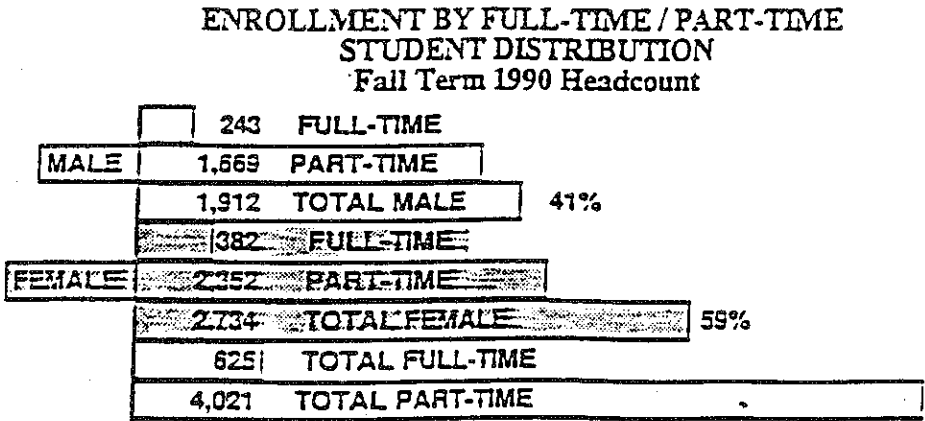 ENROLLMENT BY FULL-TIME / PART-TIME
STUDENT DISTRIBUTION
Fall Term 1990 Headcount
243 FULL-TIME
MALE 1,669 PART-TIME
1,912 TOTAL MALE 41%
382 FULL-TIME
FEMALE 2,352 PART-TIME
2,734 TOTAL FEMALE 59%
625 TOTAL FULL-TIME
4,021 TOTAL PART-TIME